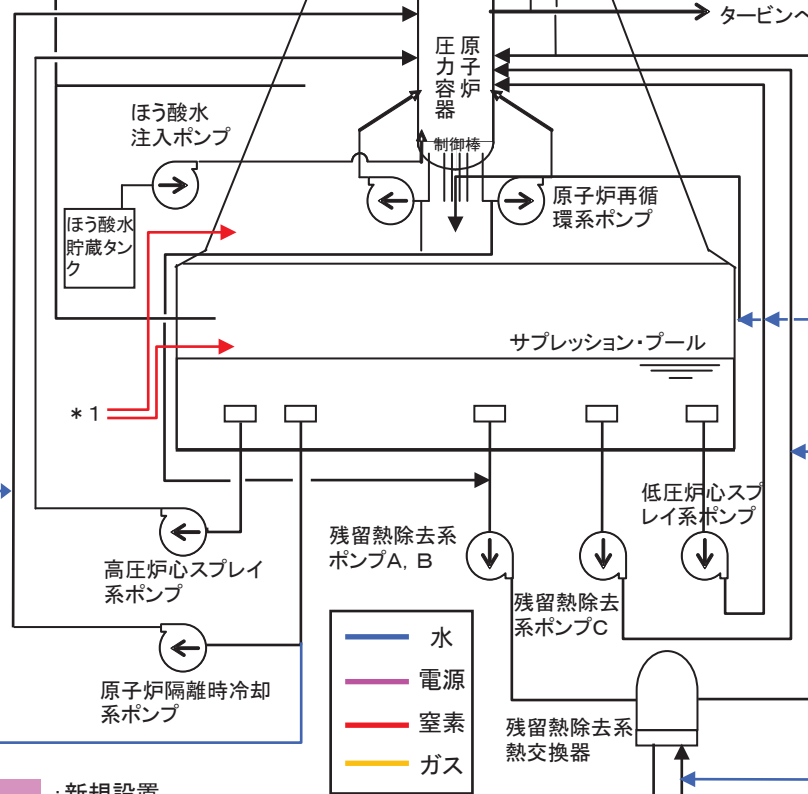 タービンへ
原子炉
圧力容器
制御棒
ほう酸水
注入ポンプ
ほう酸水
貯蔵タン
ク
原子炉再循
環系ポンプ
サプレッション・プール
*1
低圧炉心スプ
レイ系ポンプ
残留熱除去系
ポンプA, B
高圧炉心スプレイ
系ポンプ
残留熱除去
系ポンプC
原子炉隔離時冷却
系ポンプ
水
電源
窒素
ガス
残留熱除去系
熱交換器
:新規設置